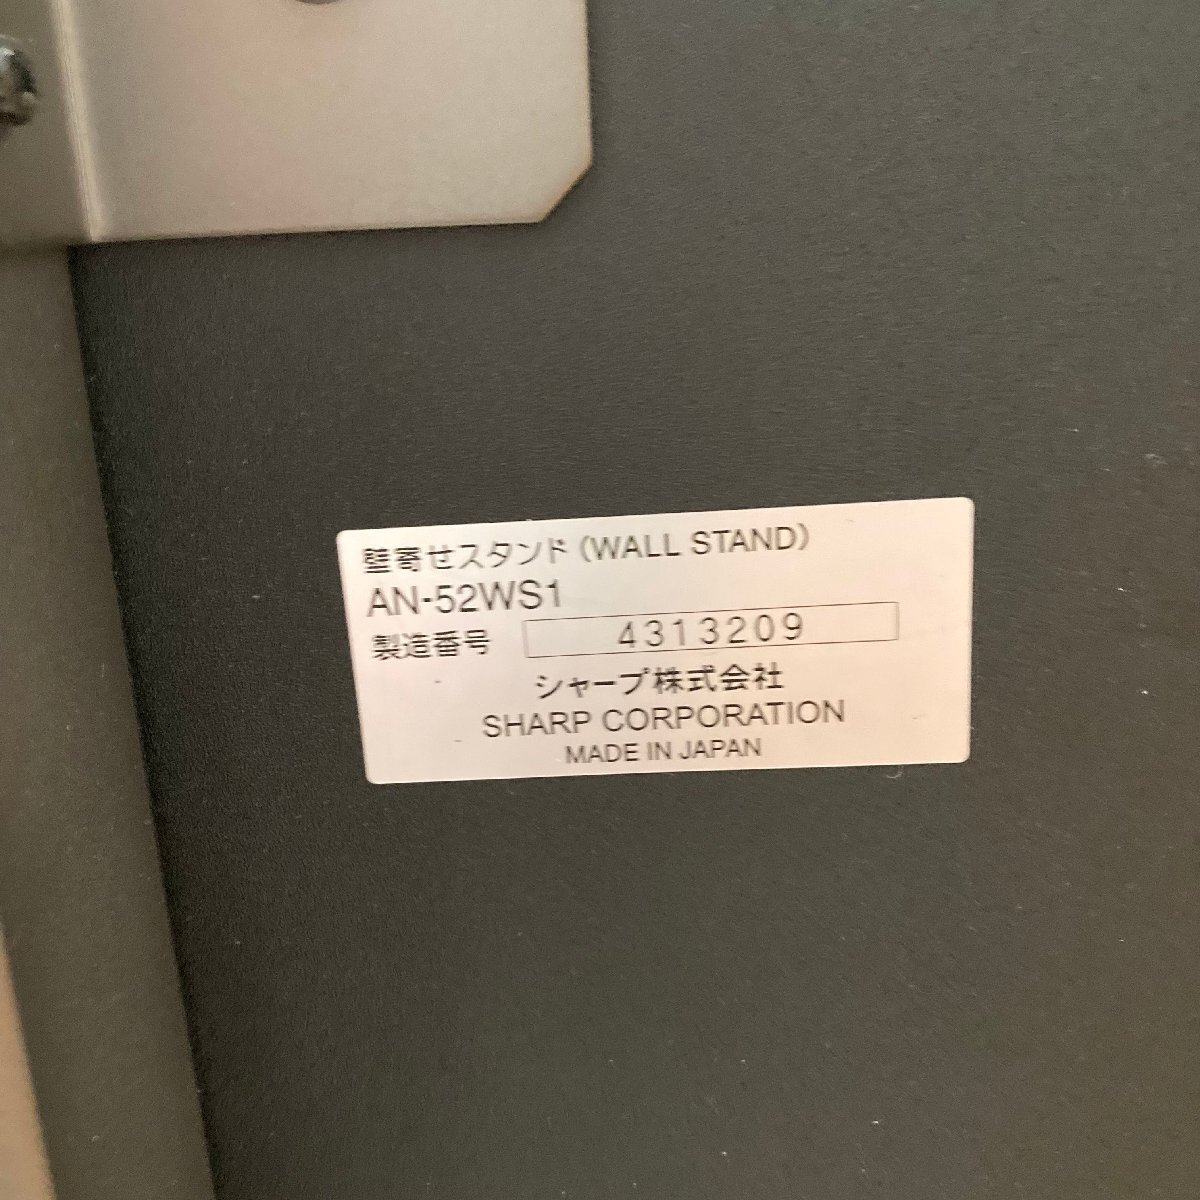 壁寄せスタンド（WALL STAND）
AN-52WS1
製造番号 4313209
シャープ株式会社
SHARP CORPORATION
MADE IN JAPAN